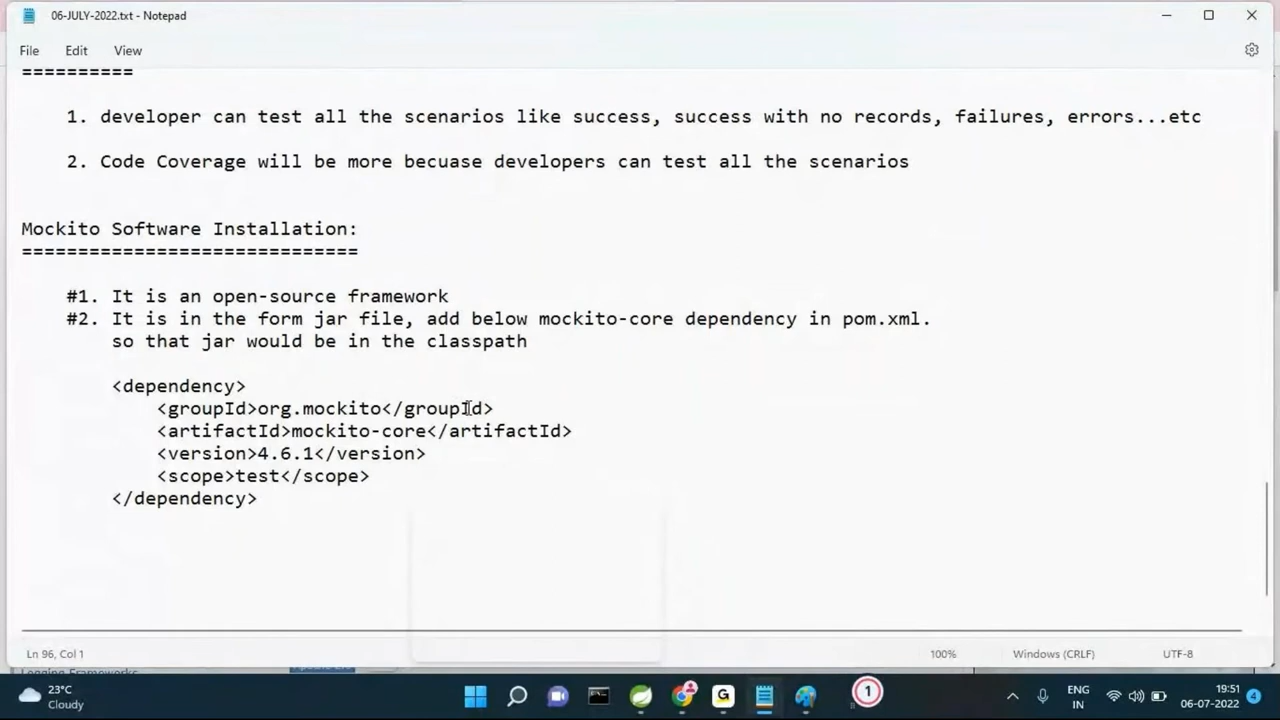 06-JULY-2022.txt - Notepad
File Edit View
==========
1. developer can test all the scenarios like success, success with no records, failures, errors...etc
2. Code Coverage will be more becuase developers can test all the scenarios
Mockito Software Installation:
==============================
#1. It is an open-source framework
#2. It is in the form jar file, add below mockito-core dependency in pom.xml.
so that jar would be in the classpath
<dependency>
<groupId>org.mockito</groupId>
<artifactId>mockito-core</artifactId>
<version>4.6.1</version>
<scope>test</scope>
</dependency>
Ln 96, Col 1 100% Windows (CRLF) UTF-8
Logging Frameworks
23°C
Cloudy
1
ENG
IN
19:51
06-07-2022
4